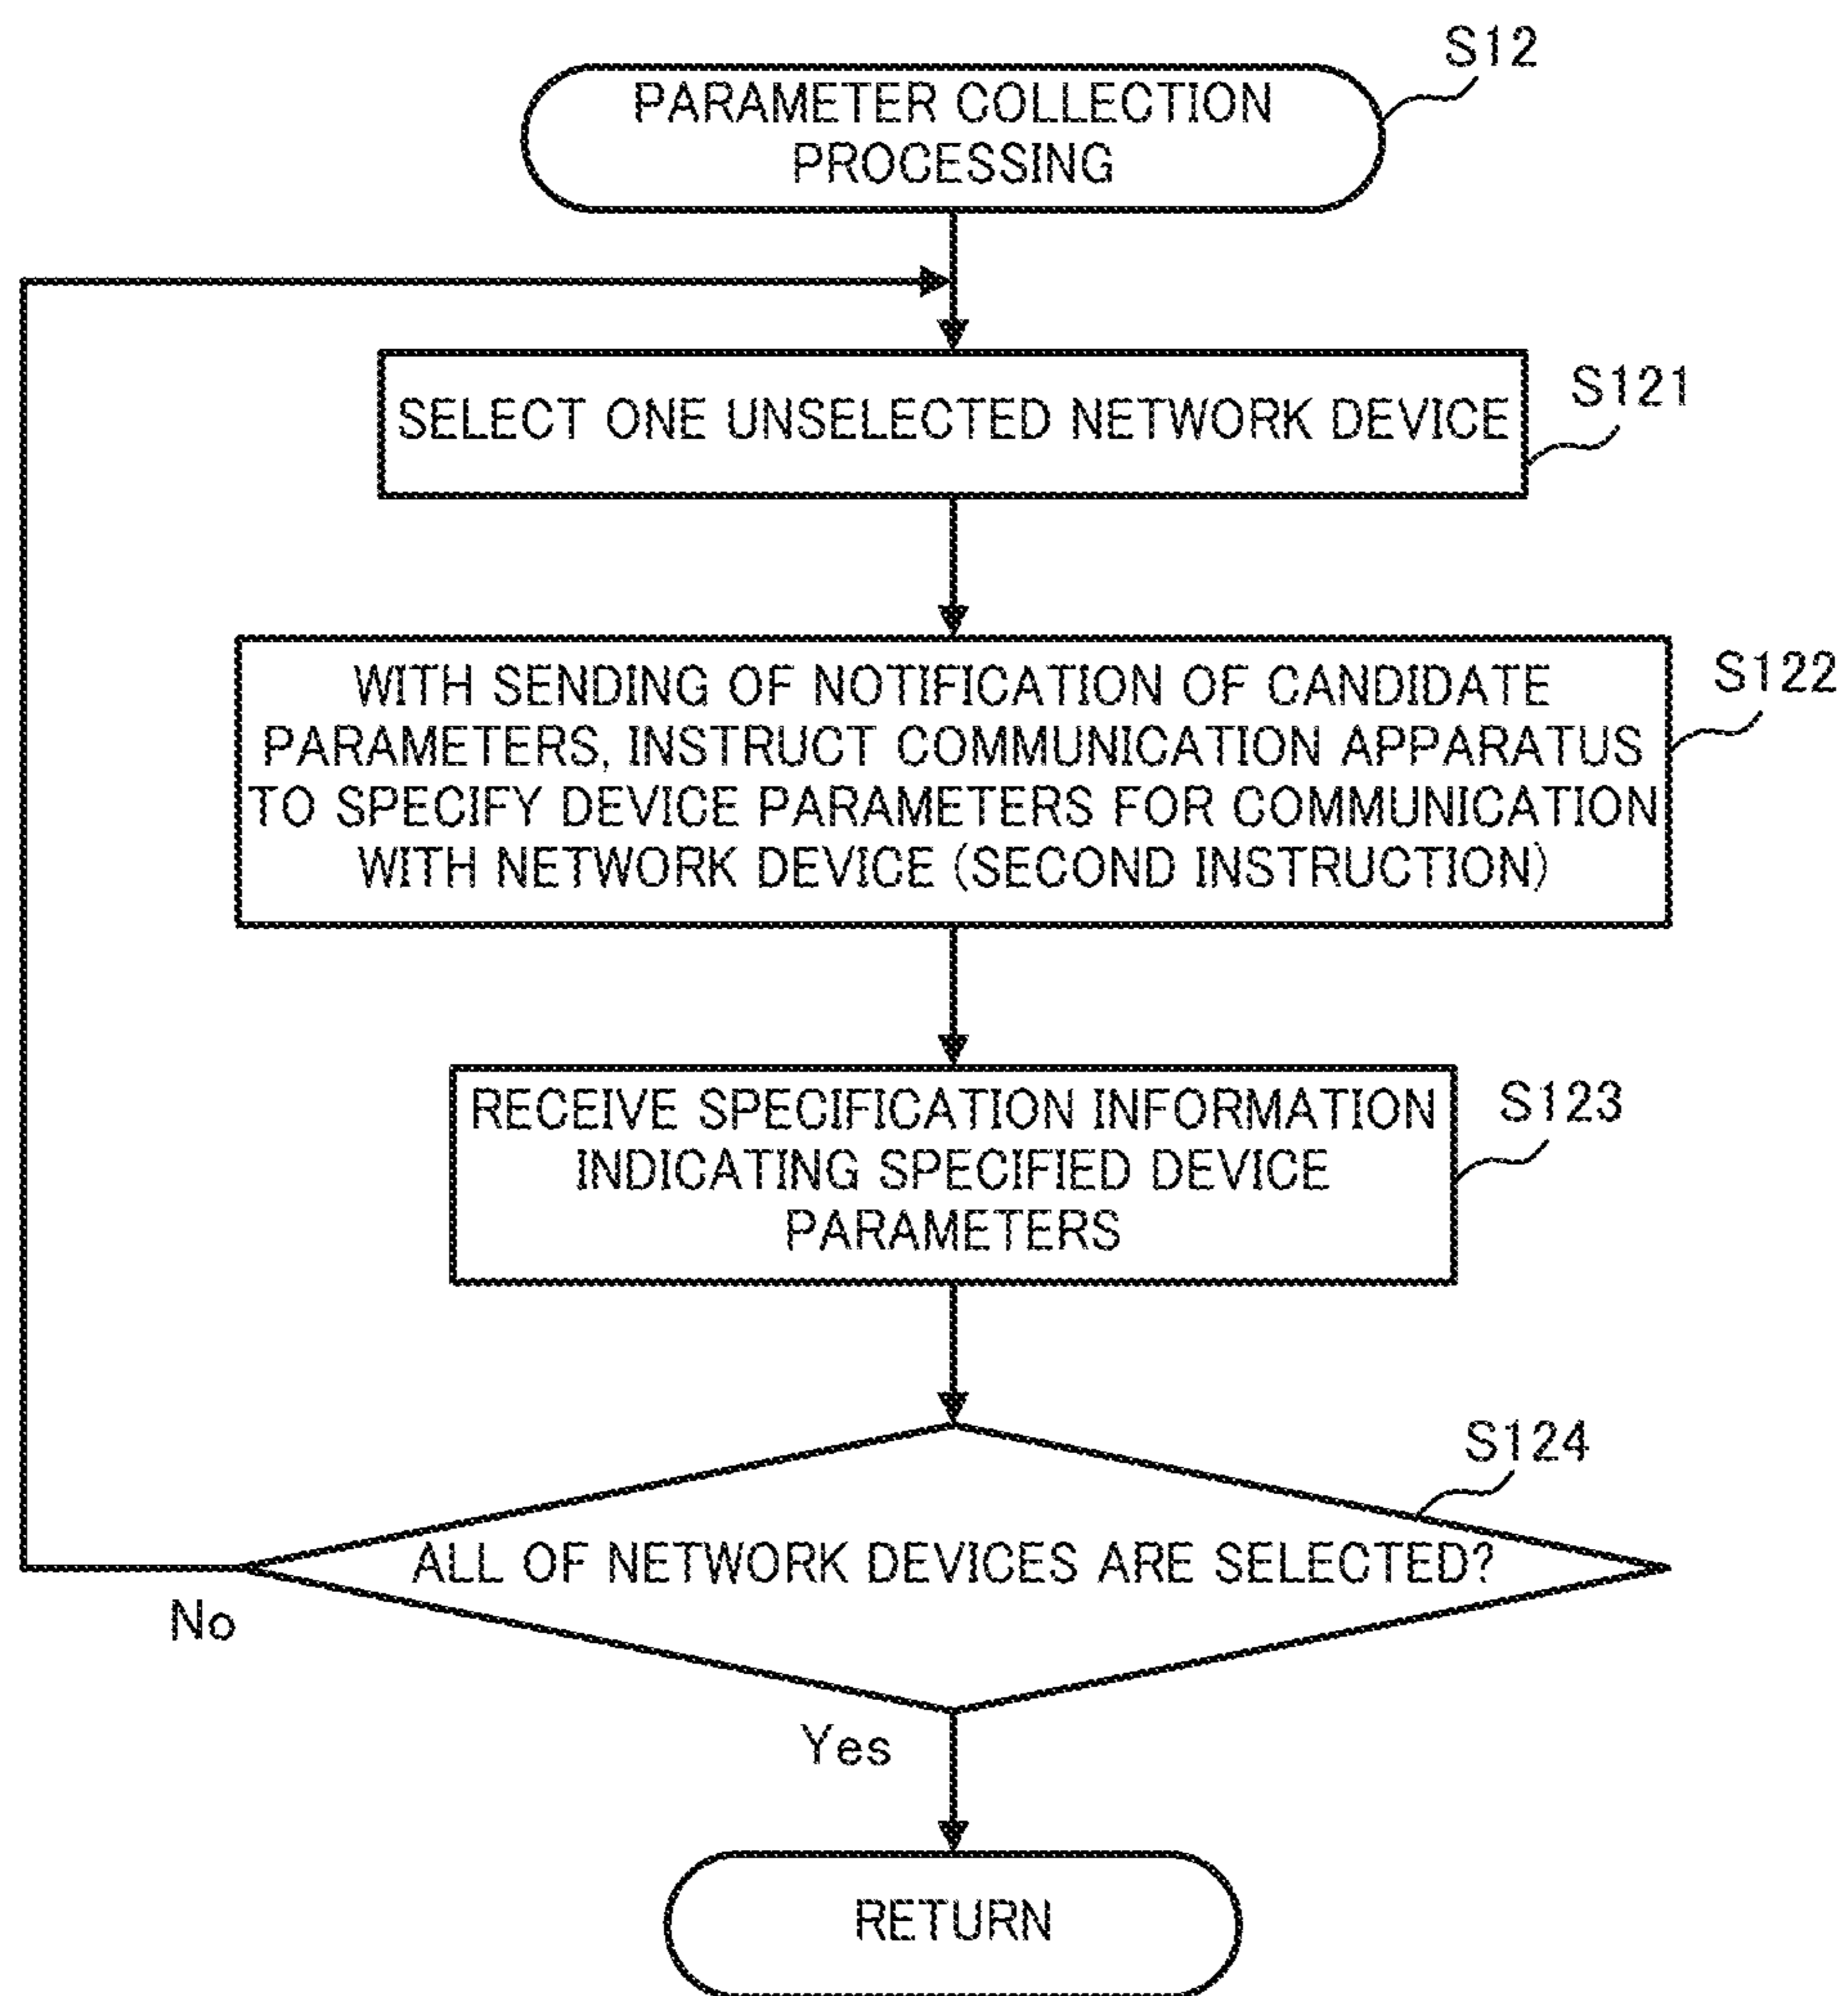 S12
PARAMETER COLLECTION
PROCESSING
SELECT ONE UNSELECTED NETWORK DEVICE
S121
WITH SENDING OF NOTIFICATION OF CANDIDATE
PARAMETERS, INSTRUCT COMMUNICATION APPARATUS
TO SPECIFY DEVICE PARAMETERS FOR COMMUNICATION
WITH NETWORK DEVICE (SECOND INSTRUCTION)
S122
RECEIVE SPECIFICATION INFORMATION
INDICATING SPECIFIED DEVICE
PARAMETERS
S123
S124
ALL OF NETWORK DEVICES ARE SELECTED?
No
Yes
RETURN